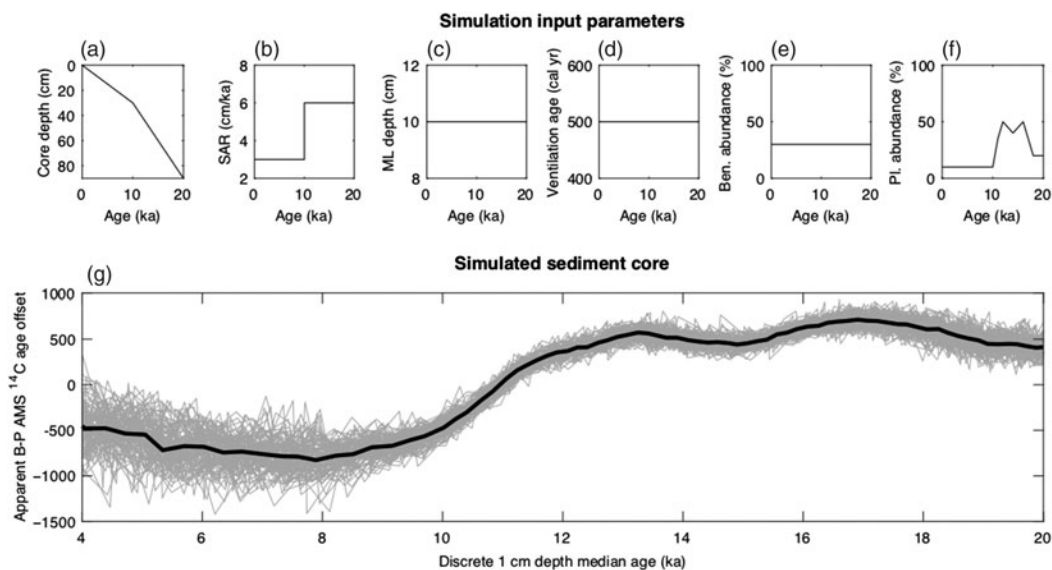 Simulation input parameters
(a)
(b)
(c)
(d)
(e)
(f)
Core depth (cm)
0
20
40
60
80
0
10
20
Age (ka)
SAR (cm/ka)
8
6
4
2
0
10
20
Age (ka)
ML depth (cm)
12
10
8
0
10
20
Age (ka)
Ventilation age (cal yr)
600
500
400
0
10
20
Age (ka)
Ben. abundance (%)
100
50
0
0
10
20
Age (ka)
Pl. abundance (%)
100
50
0
0
10
20
Age (ka)
Simulated sediment core
(g)
Apparent B-P AMS ¹⁴C age offset
1000
500
0
−500
−1000
−1500
4
6
8
10
12
14
16
18
20
Discrete 1 cm depth median age (ka)